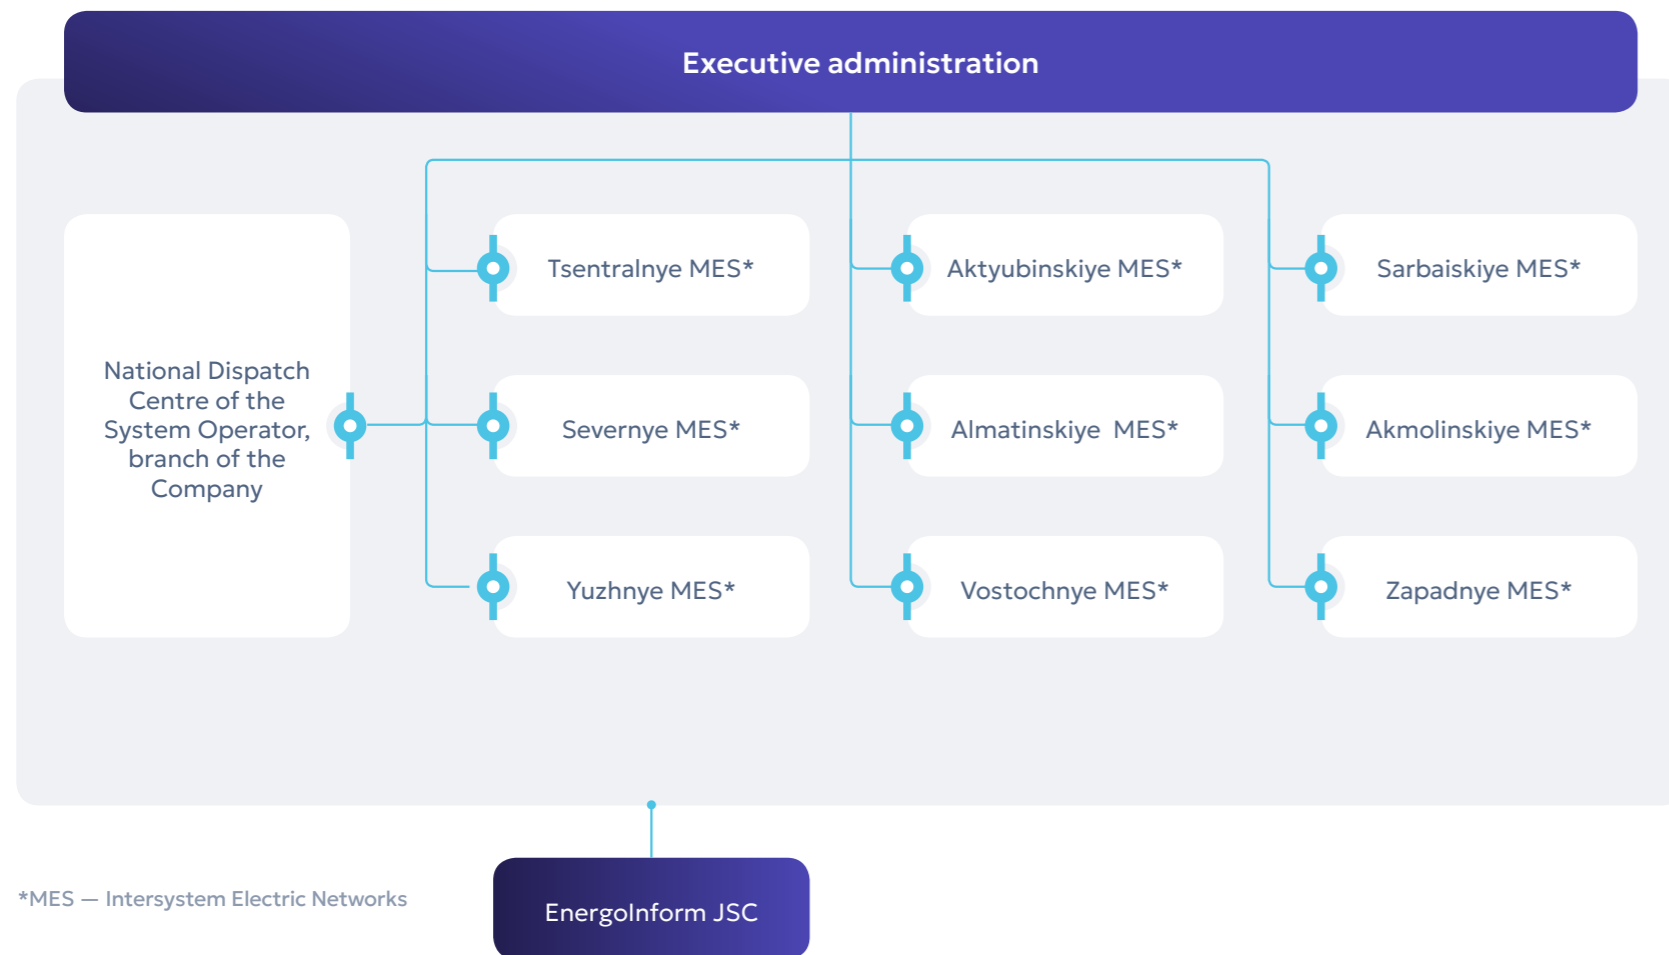 Executive administration
National Dispatch
Centre of the
System Operator,
branch of the
Company
Tsentralnye MES*
Aktyubinskiye MES*
Sarbaiskiye MES*
Severnye MES*
Almatinskiye  MES*
Akmolinskiye MES*
Yuzhnye MES*
Vostochnye MES*
Zapadnye MES*
*MES — Intersystem Electric Networks
EnergoInform JSC